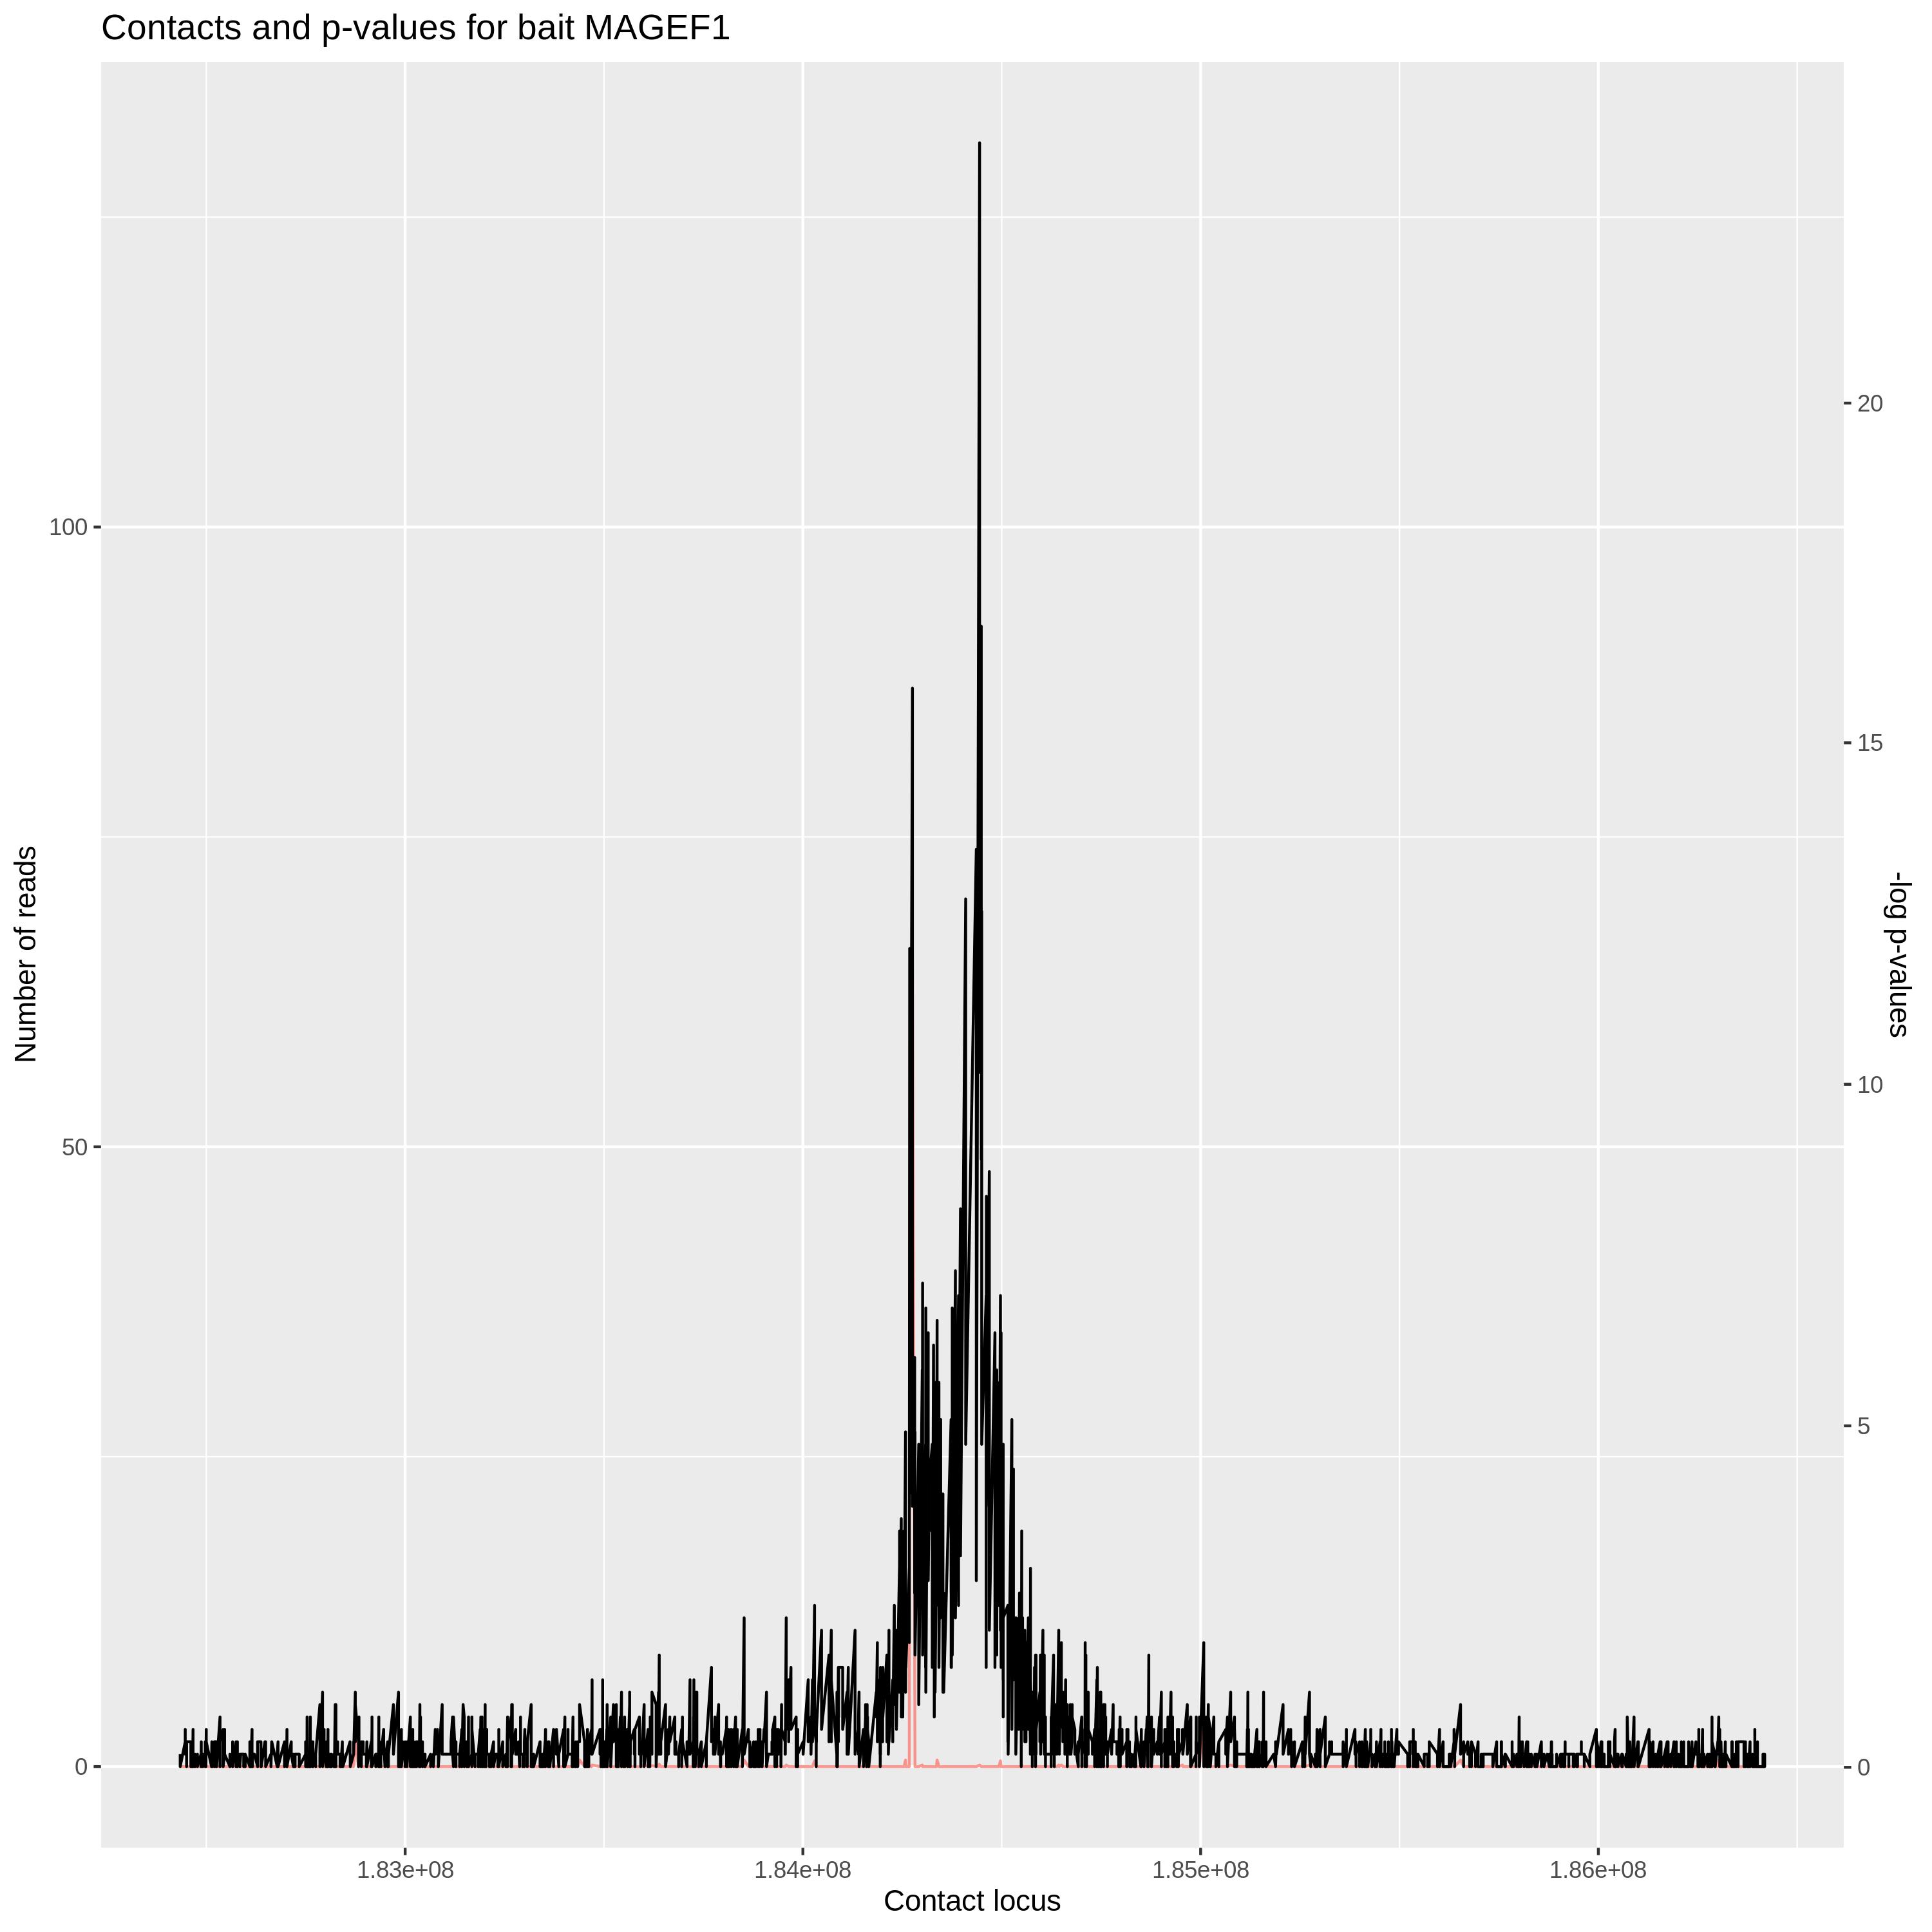 Contacts and p-values for bait MAGEF1
Number of reads
100
50
0
20
15
10
5
0
-log p-values
1.83e+08
1.84e+08
1.85e+08
1.86e+08
Contact locus